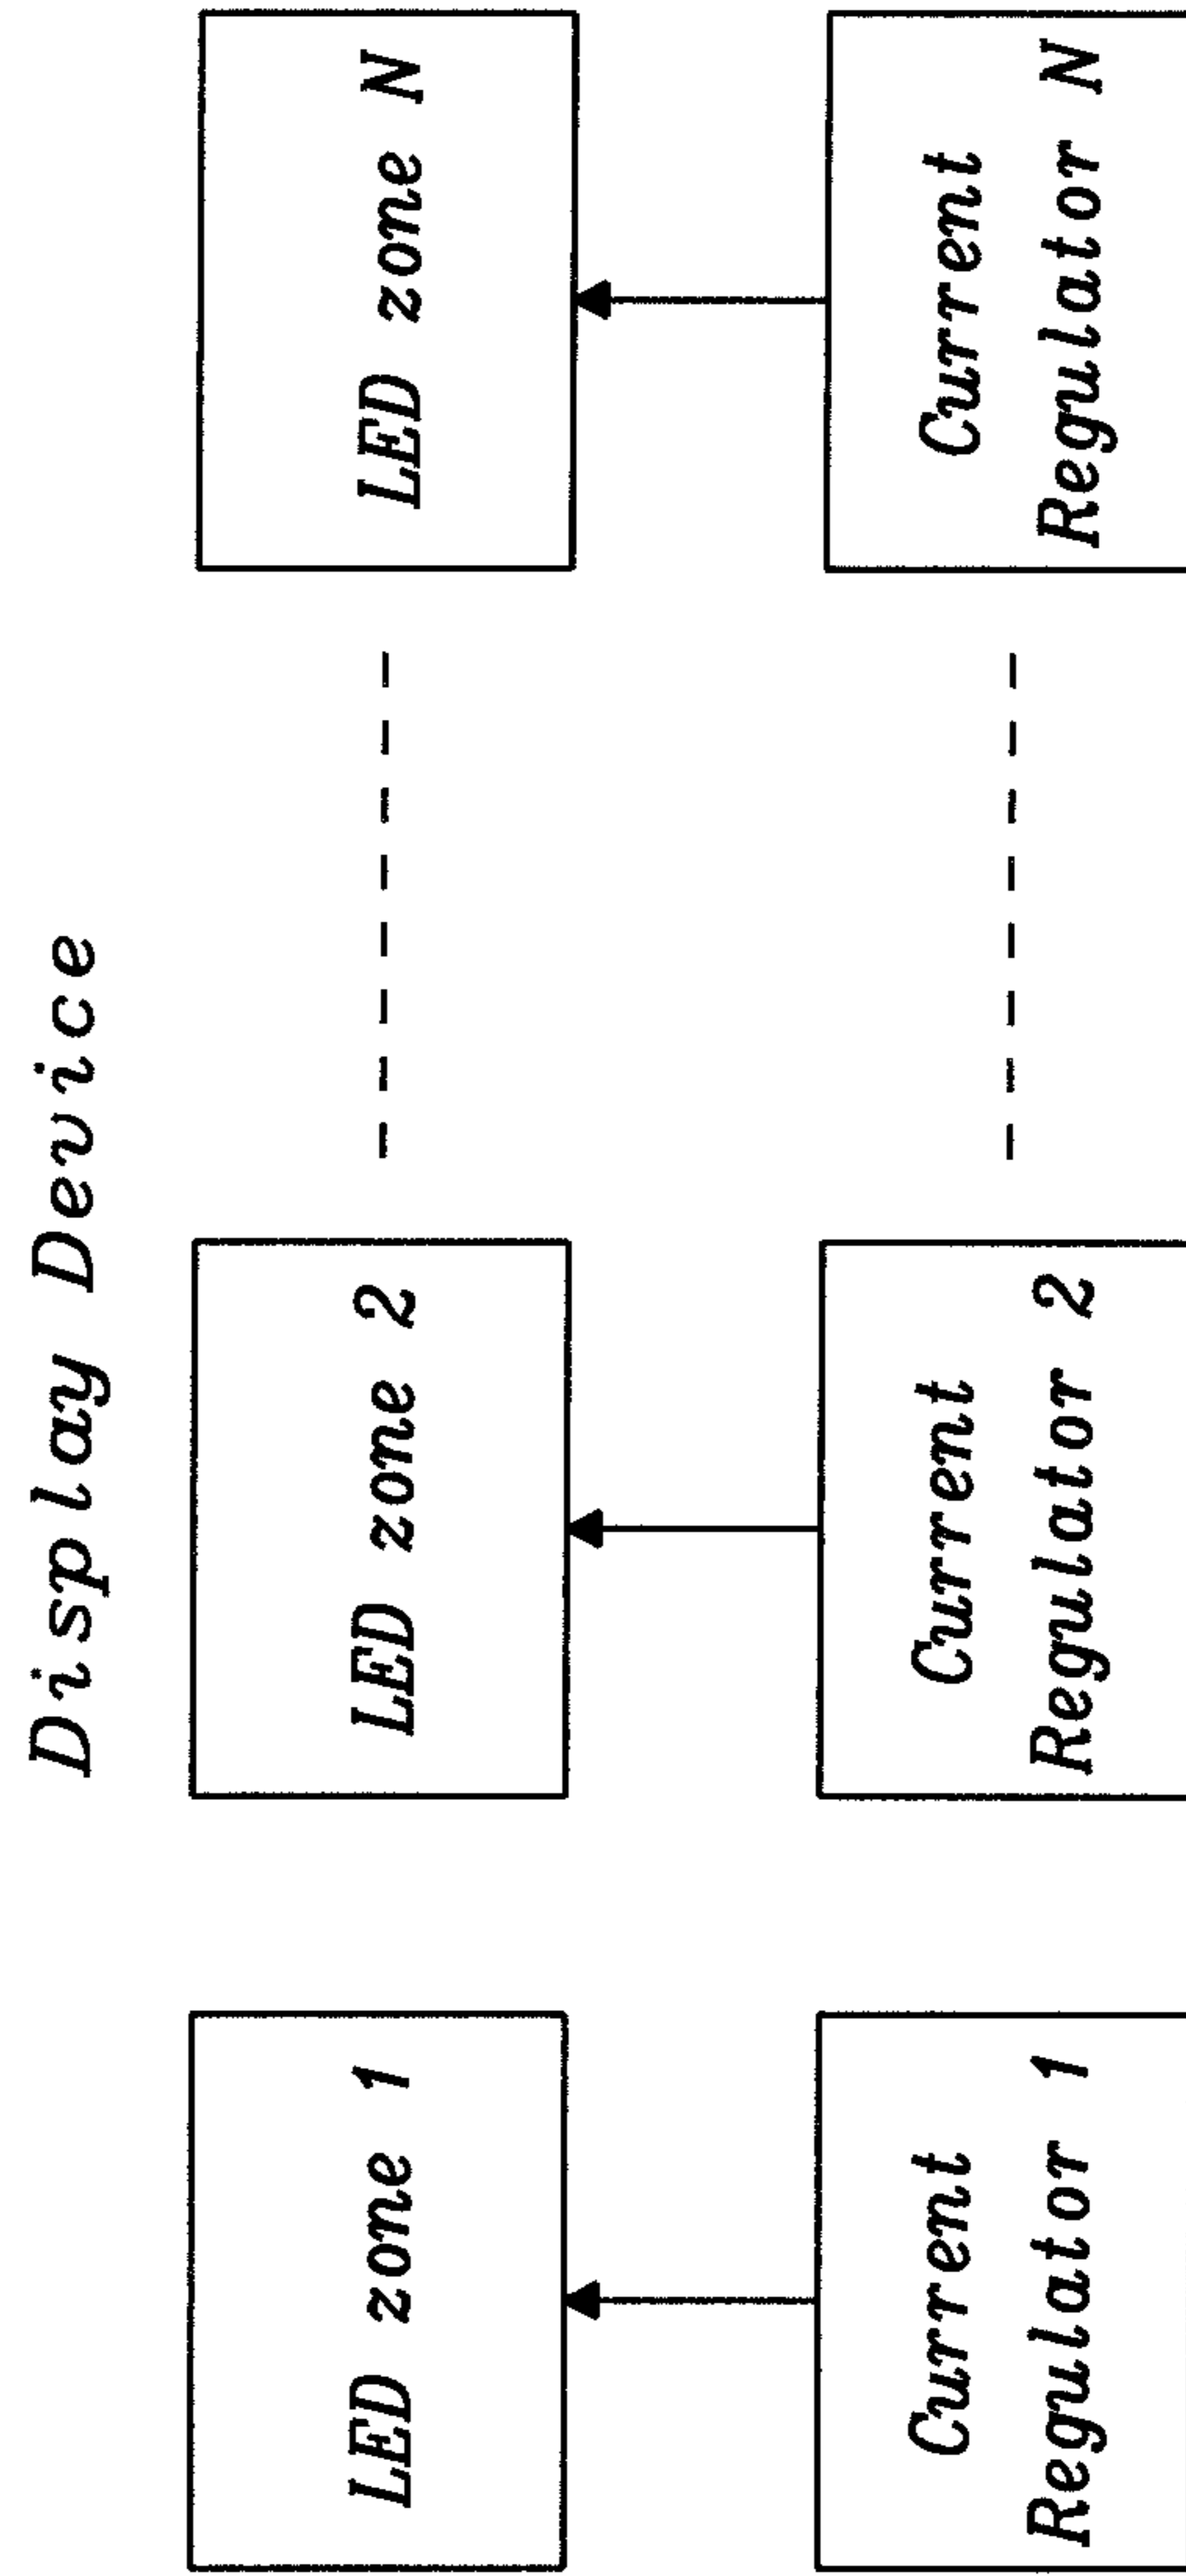 Display Device
LED zone 1
LED zone 2
LED zone N
Current
Regulator 1
Current
Regulator 2
Current
Regulator N